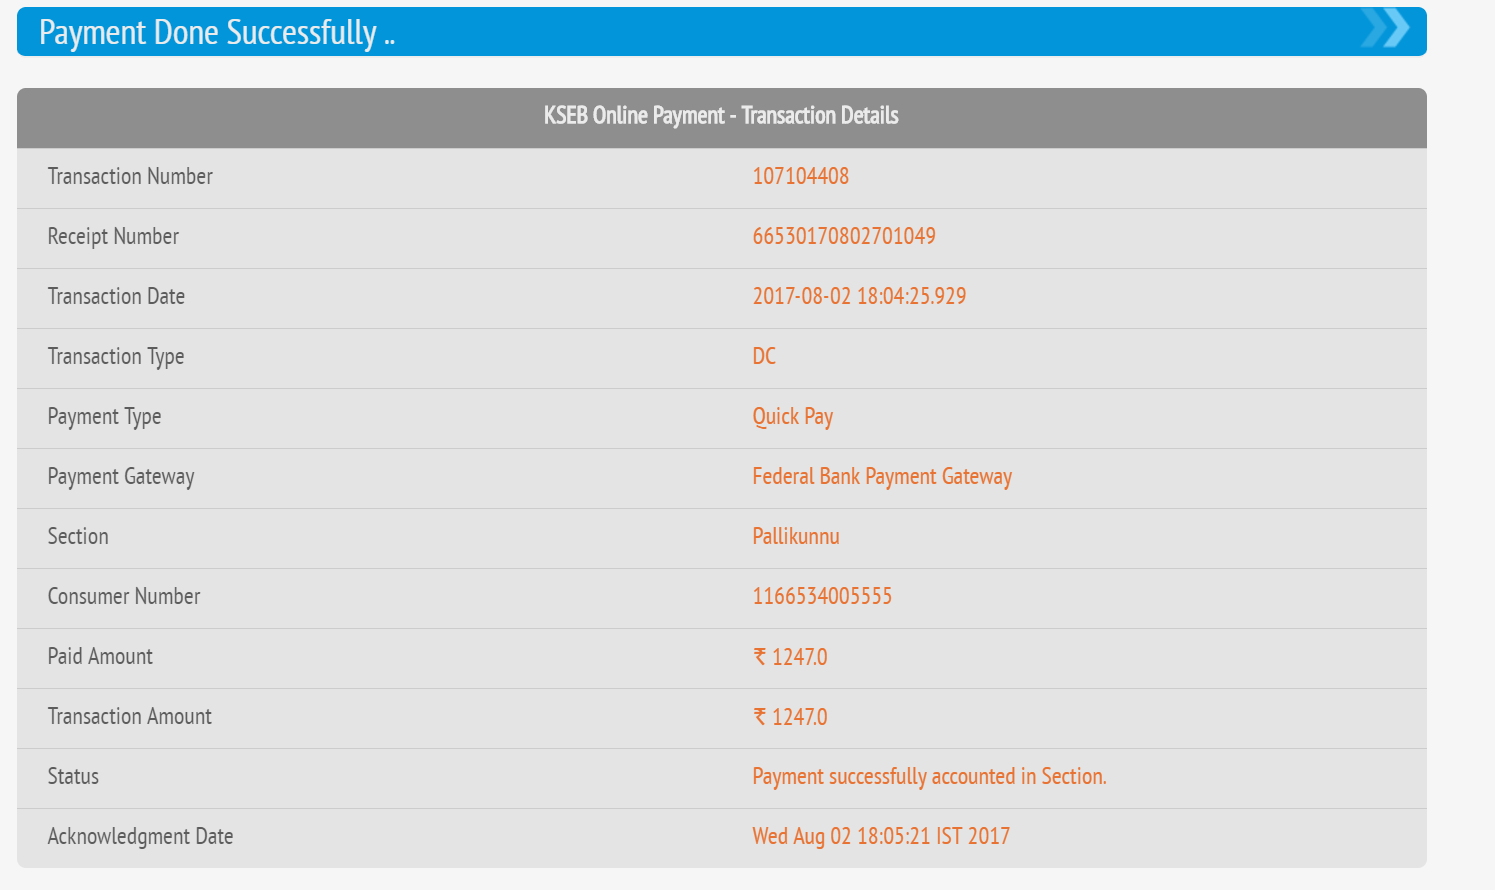 Payment Done Successfully ..
KSEB Online Payment - Transaction Details
Transaction Number 107104408
Receipt Number 66530170802701049
Transaction Date 2017-08-02 18:04:25.929
Transaction Type DC
Payment Type Quick Pay
Payment Gateway Federal Bank Payment Gateway
Section Pallikunnu
Consumer Number 1166534005555
Paid Amount ₹ 1247.0
Transaction Amount ₹ 1247.0
Status Payment successfully accounted in Section.
Acknowledgment Date Wed Aug 02 18:05:21 IST 2017